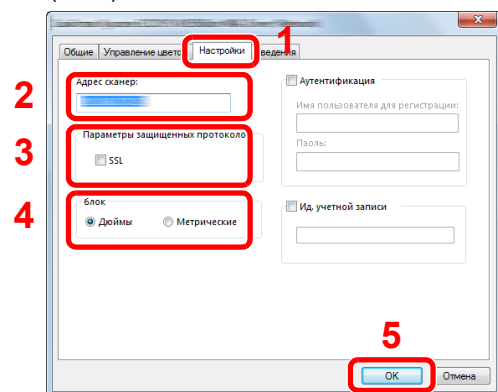 1
Общие Управление цвето Настройки ведения
2
Адрес сканер:
Аутентификация
Имя пользователя для регистрации:
3
Параметры защищенных протоколо
Паоль:
SSL
4
блок
Ид. учетной записи
Дюймы Метрические
5
OK Отмена